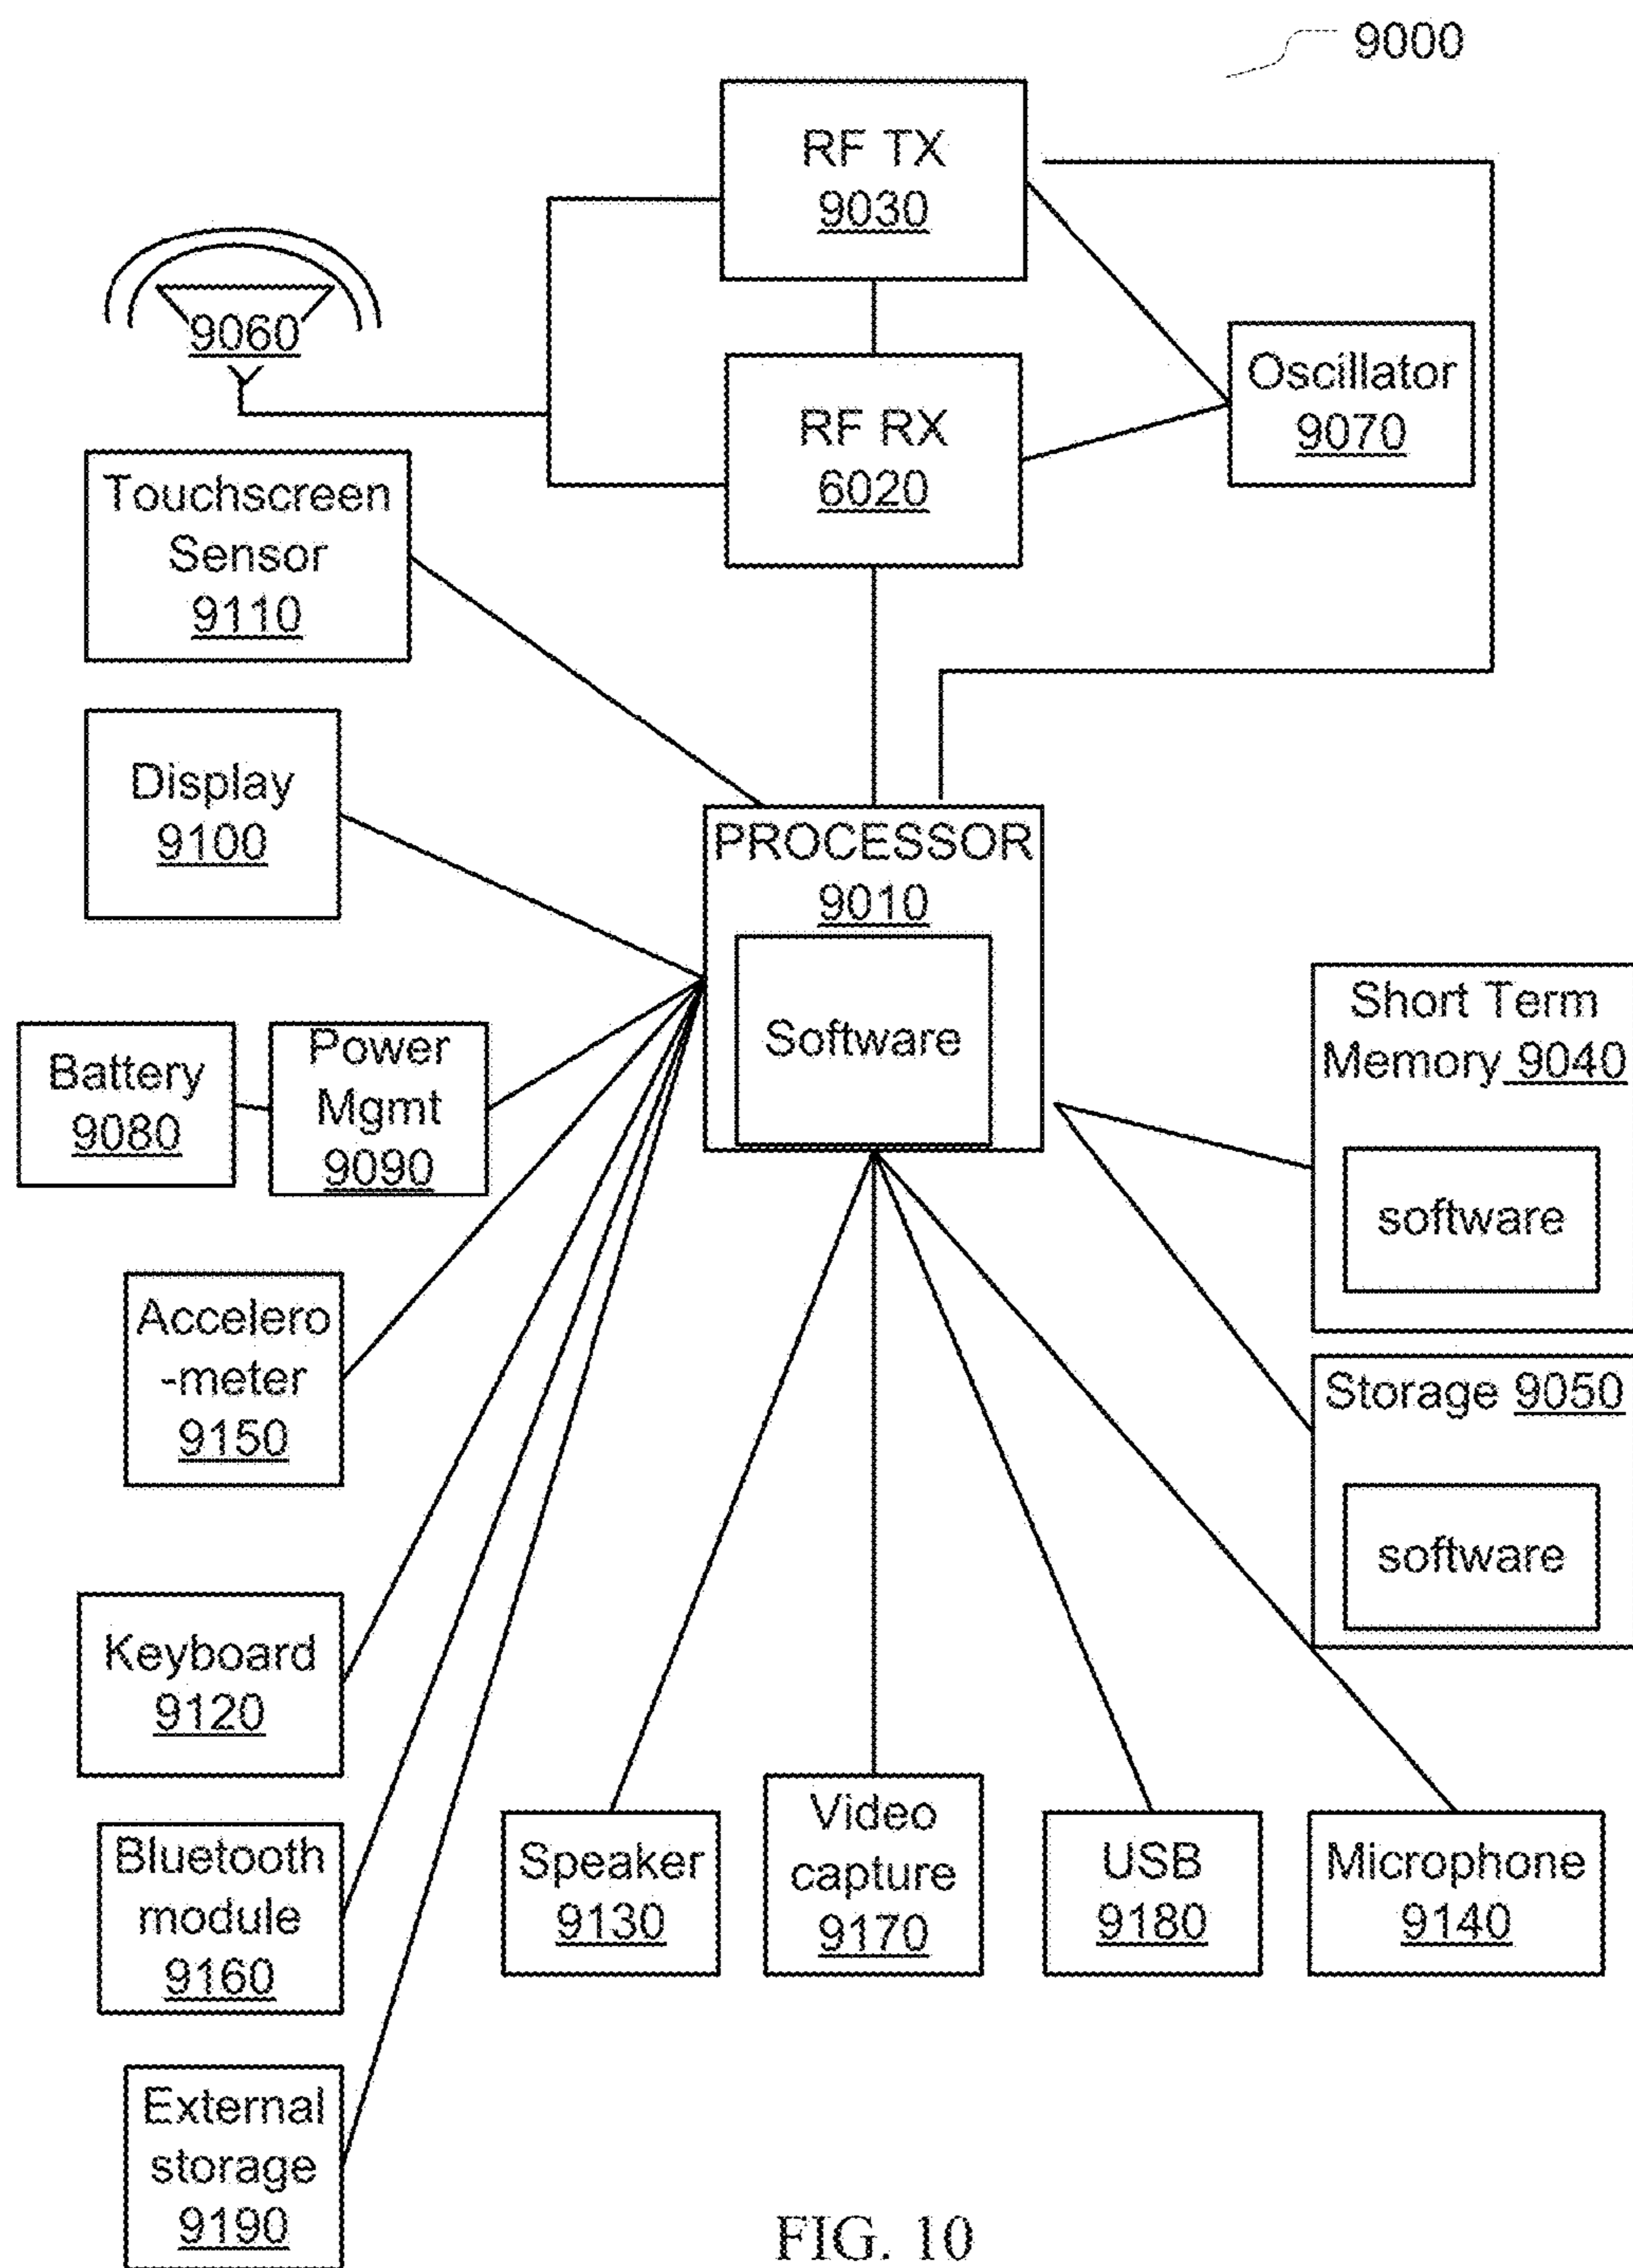 9000
RF TX
9030
9060
RF RX
6020
Oscillator
9070
Touchscreen
Sensor
9110
Display
9100
PROCESSOR
9010
Software
Short Term
Memory 9040
software
Battery
9080
Power
Mgmt
9090
Accelero
-meter
9150
Storage 9050
software
Keyboard
9120
Bluetooth
module
9160
Speaker
9130
Video
capture
9170
USB
9180
Microphone
9140
External
storage
9190
FIG. 10